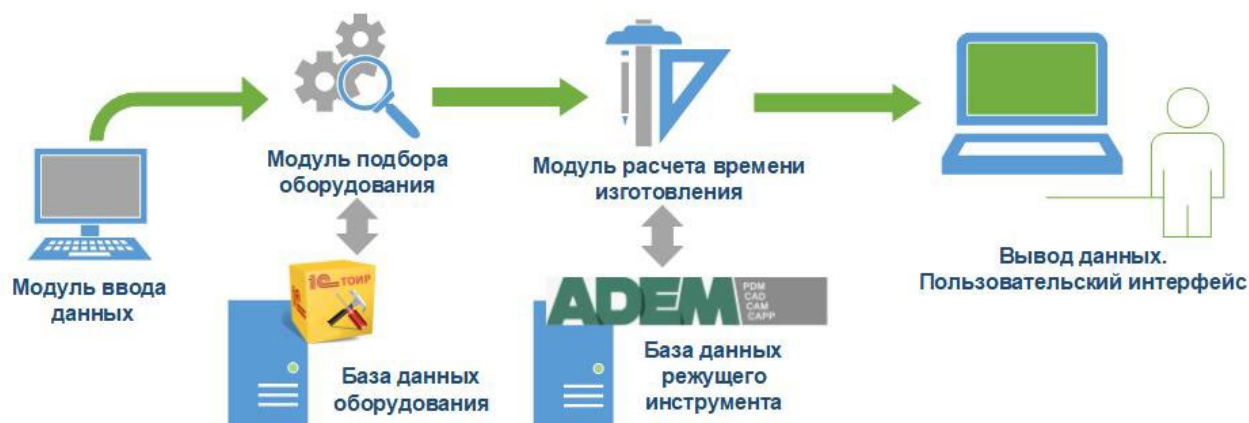 Модуль ввода
данных
Модуль подбора
оборудования
1С ТОИР
База данных
оборудования
Модуль расчета времени
изготовления
ADEM
PDM
CAD
CAM
CAPP
База данных
режущего
инструмента
Вывод данных.
Пользовательский интерфейс